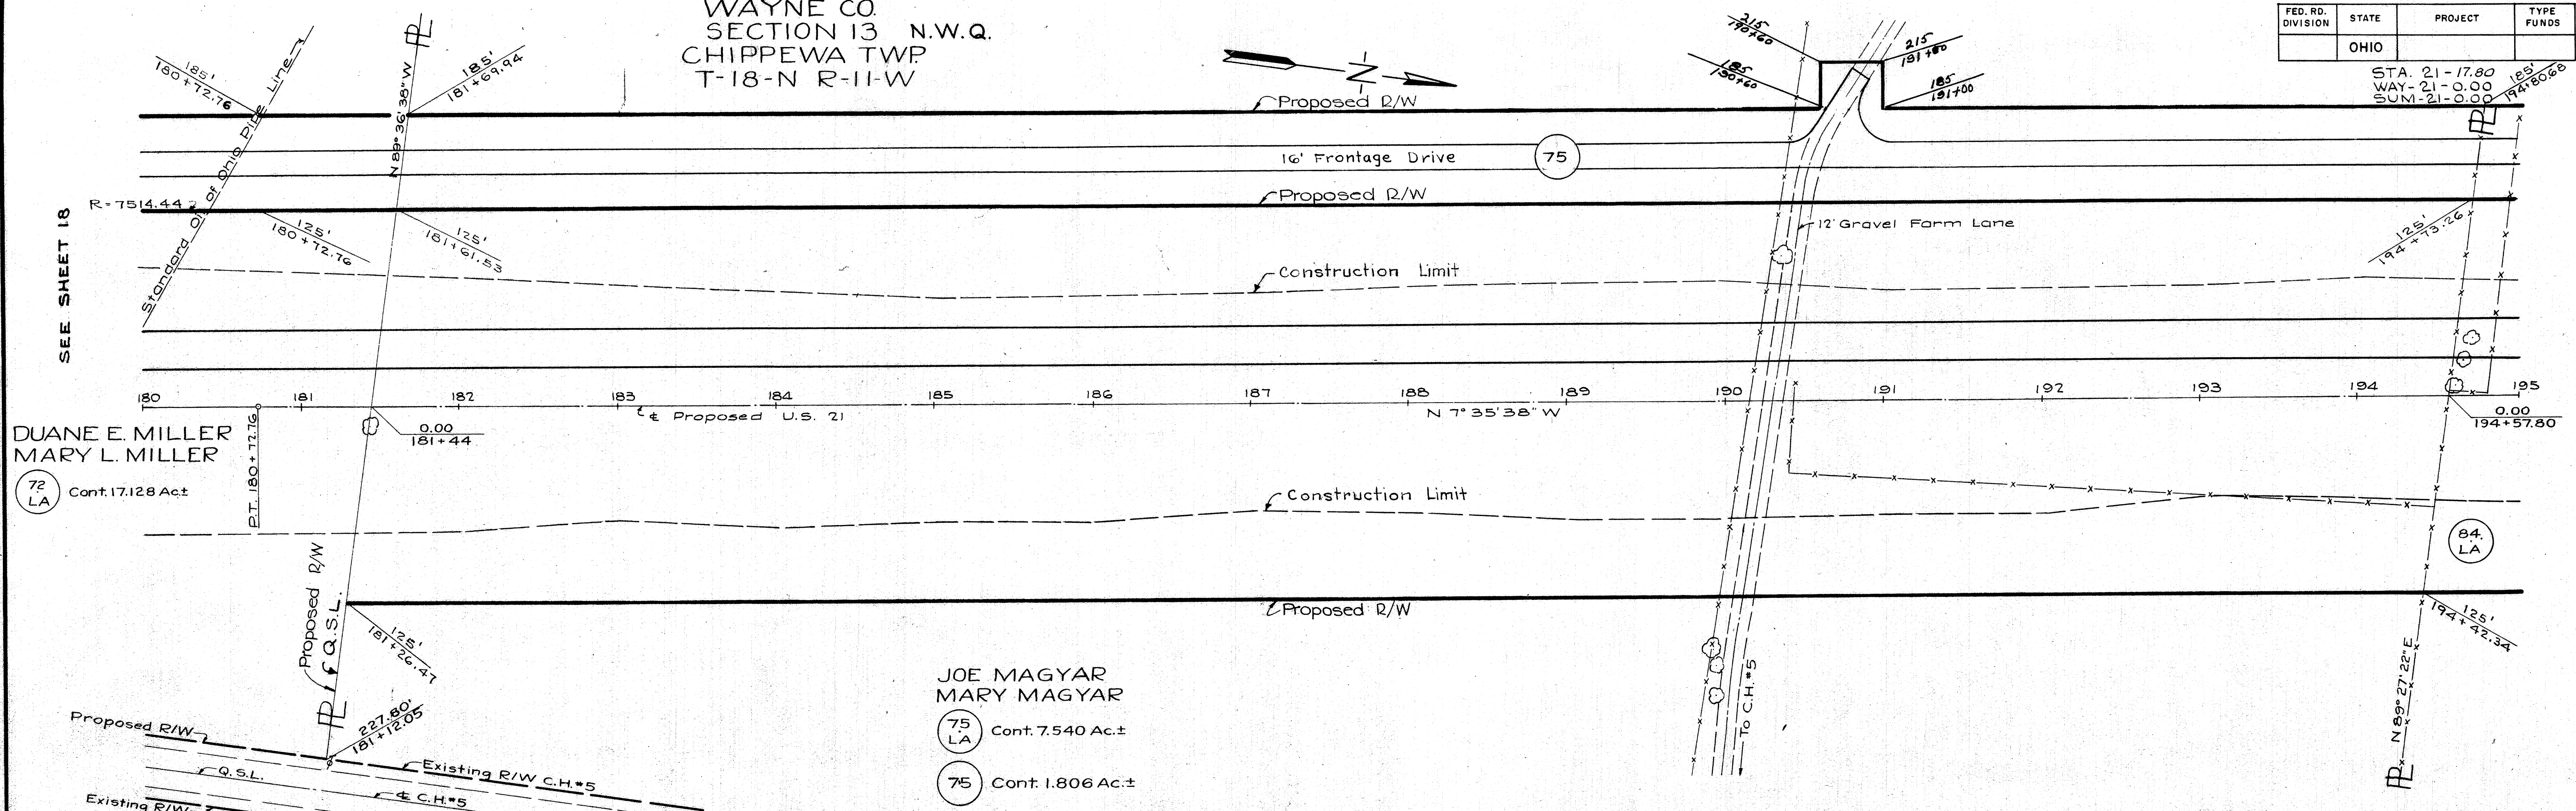 WAYNE CO.
SECTION 13 N.W.Q.
CHIPPEWA TWP.
T-18-N R-11-W
FED. RD. DIVISION
STATE
PROJECT
TYPE FUNDS
OHIO
STA. 21-17.80
WAY-21-0.00
SUM-21-0.00
185'
194+80.68
185'
180+72.76
Standard Oil of Ohio Pipe Line
N 89° 36' 38" W
PL
185'
181+69.94
N
215
190+60
185
190+60
215
191+00
185
191+00
PL
Proposed R/W
16' Frontage Drive
75
Proposed R/W
R=7514.44
125'
180+72.76
125'
181+61.53
12' Gravel Farm Lane
125'
194+73.26
SEE SHEET 18
Construction Limit
180 181 182 183 184 185 186 187 188 189 190 191 192 193 194 195
℄ Proposed U.S. 21
N 7° 35' 38" W
0.00
181+44
0.00
194+57.80
DUANE E. MILLER
MARY L. MILLER
72 LA
Cont. 17.128 Ac.±
P.T. 180+72.76
Construction Limit
84 LA
Proposed R/W
Proposed R/W
& Q.S.L.
PL
125'
181+26.47
125'
194+42.34
227.80'
181+12.05
JOE MAGYAR
MARY MAGYAR
75 LA
Cont. 7.540 Ac.±
75
Cont. 1.806 Ac.±
To C.H.#5
N 89° 27' 22" E
PL
Proposed R/W
Q.S.L.
Existing R/W C.H.#5
℄ C.H.#5
Existing R/W